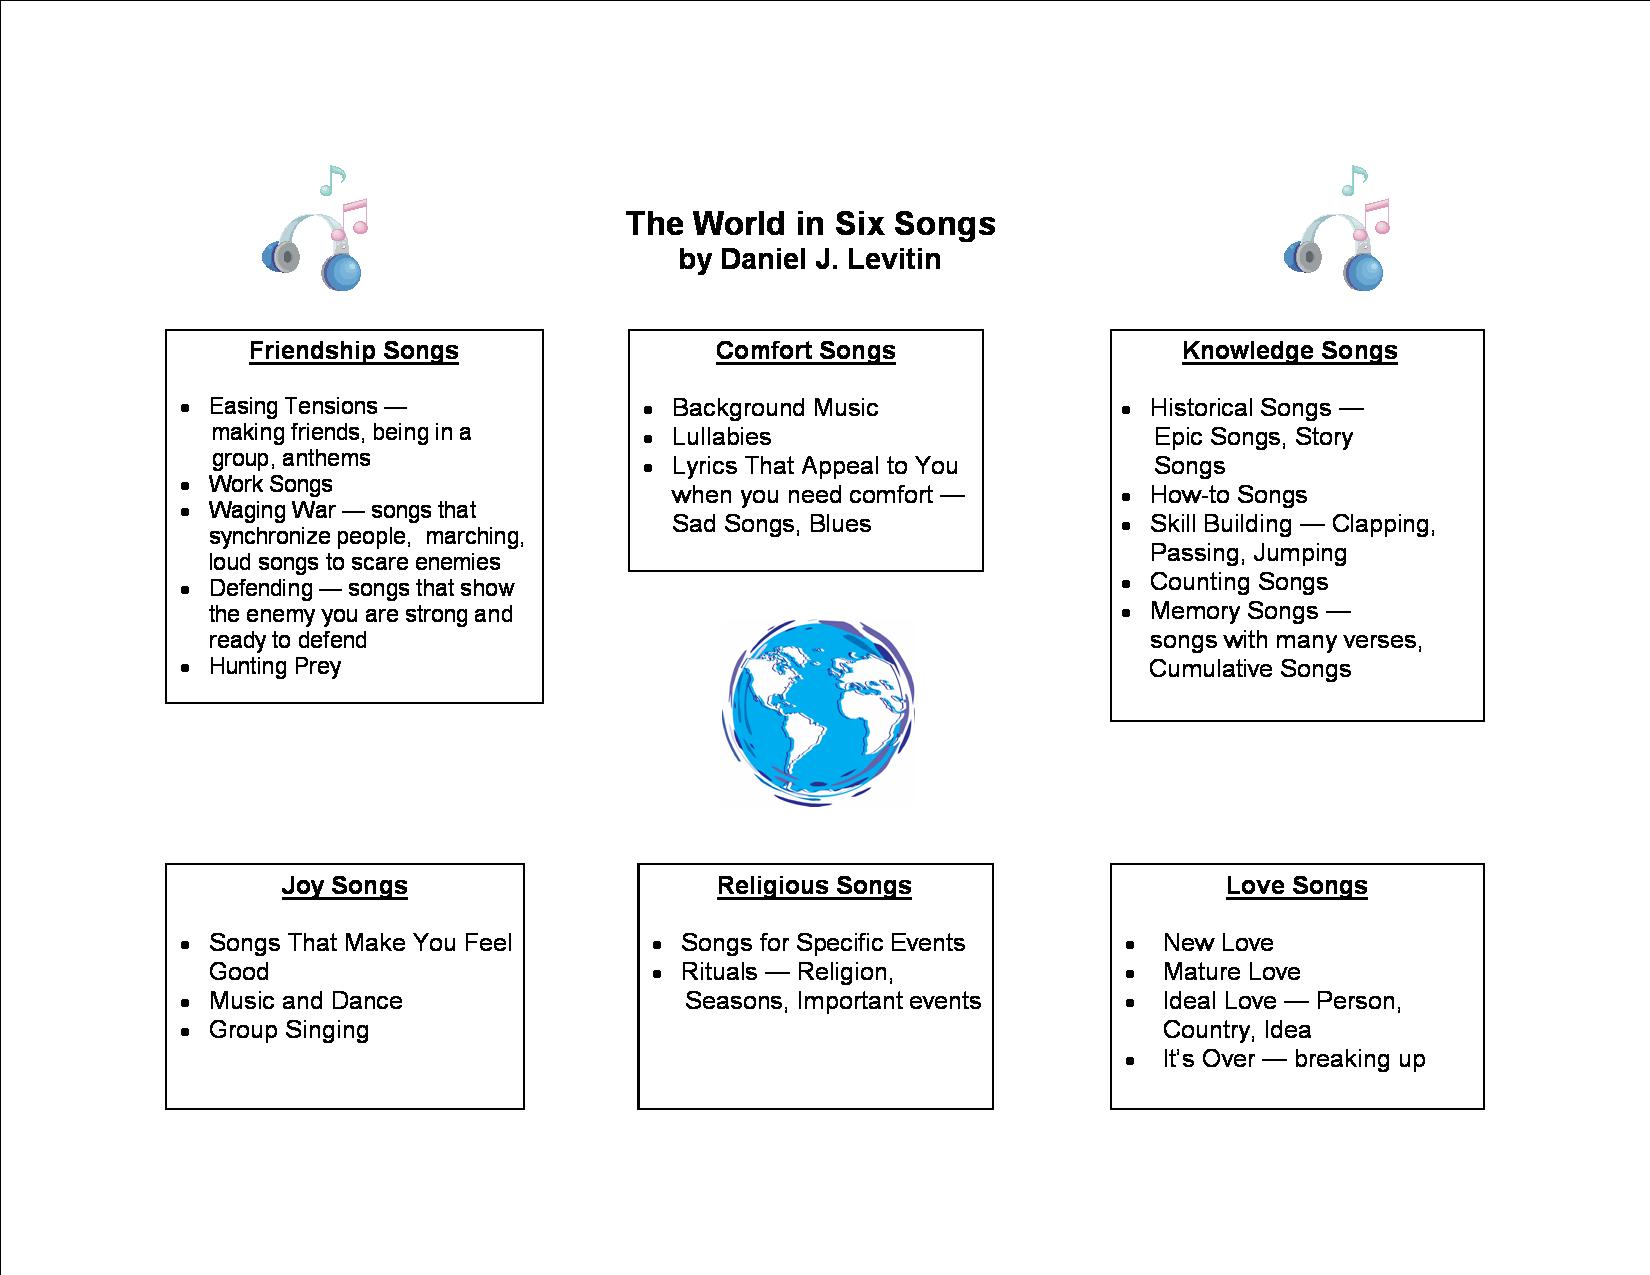 The World in Six Songs
by Daniel J. Levitin
Friendship Songs
• Easing Tensions —
making friends, being in a
group, anthems
• Work Songs
• Waging War — songs that
synchronize people,  marching,
loud songs to scare enemies
• Defending — songs that show
the enemy you are strong and
ready to defend
• Hunting Prey
Comfort Songs
• Background Music
• Lullabies
• Lyrics That Appeal to You
when you need comfort —
Sad Songs, Blues
Knowledge Songs
• Historical Songs —
Epic Songs, Story
Songs
• How-to Songs
• Skill Building — Clapping,
Passing, Jumping
• Counting Songs
• Memory Songs —
songs with many verses,
Cumulative Songs
Joy Songs
• Songs That Make You Feel
Good
• Music and Dance
• Group Singing
Religious Songs
• Songs for Specific Events
• Rituals — Religion,
Seasons, Important events
Love Songs
• New Love
• Mature Love
• Ideal Love — Person,
Country, Idea
• It's Over — breaking up